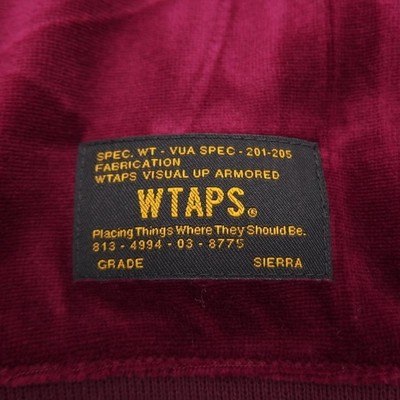 SPEC. WT - VUA SPEC - 201-205
FABRICATION
WTAPS VISUAL UP ARMORED
WTAPS®
Placing Things Where They Should Be.
813 - 4994 - 03 - 8775
GRADE SIERRA